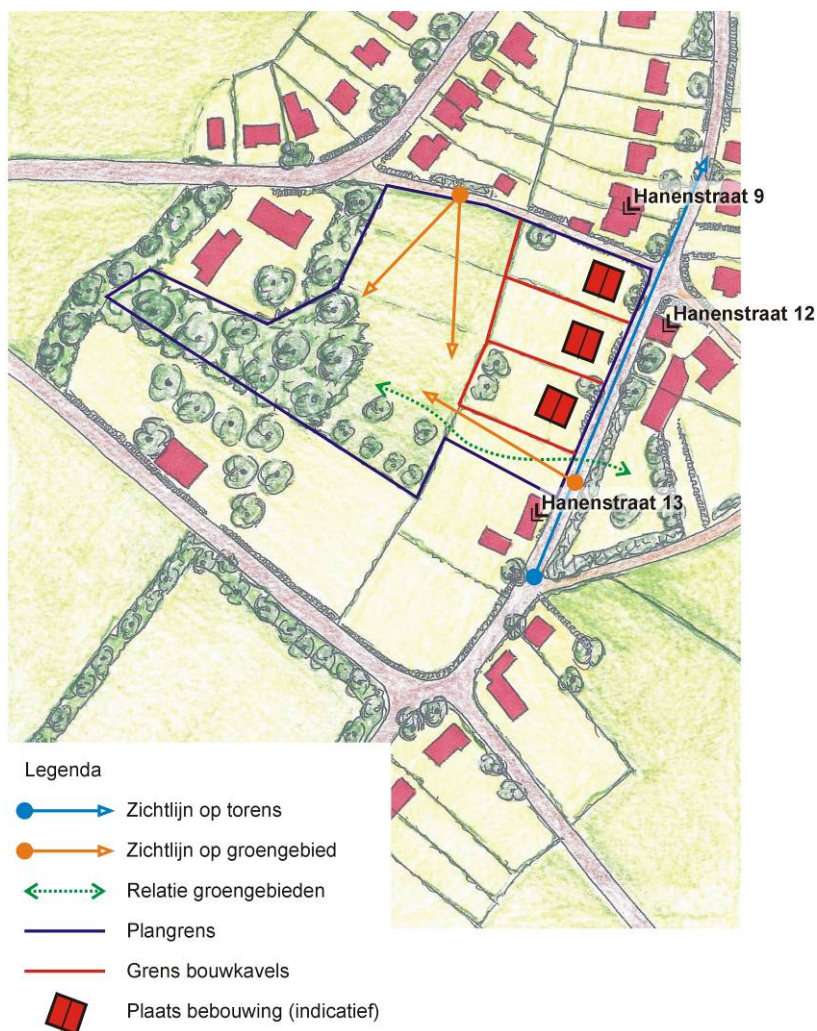 Hanenstraat 9
Hanenstraat 12
Hanenstraat 13
Legenda
Zichtlijn op torens
Zichtlijn op groengebied
Relatie groengebieden
Plangrens
Grens bouwkavels
Plaats bebouwing (indicatief)